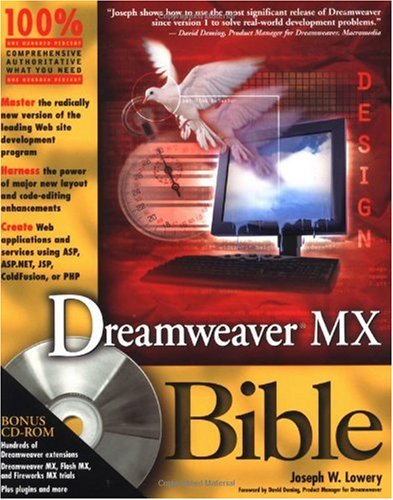 100%
ONE HUNDRED PERCENT
COMPREHENSIVE
AUTHORITATIVE
WHAT YOU NEED
ONE HUNDRED PERCENT
"Joseph shows how to use the most significant release of Dreamweaver
since version 1 to solve real-world development problems."
— David Deming, Product Manager for Dreamweaver, Macromedia
Master the radically
new version of the
leading Web site
development
program
Harness the power
of major new layout
and code-editing
enhancements
Create Web
applications and
services using ASP,
ASP.NET, JSP,
ColdFusion, or PHP
DESIGN
Dreamweaver® MX
Bible
BONUS
CD-ROM
Hundreds of
Dreamweaver extensions
Dreamweaver MX, Flash MX,
and Fireworks MX trials
Plus plugins and more
Joseph W. Lowery
Foreword by David Deming, Product Manager for Dreamweaver